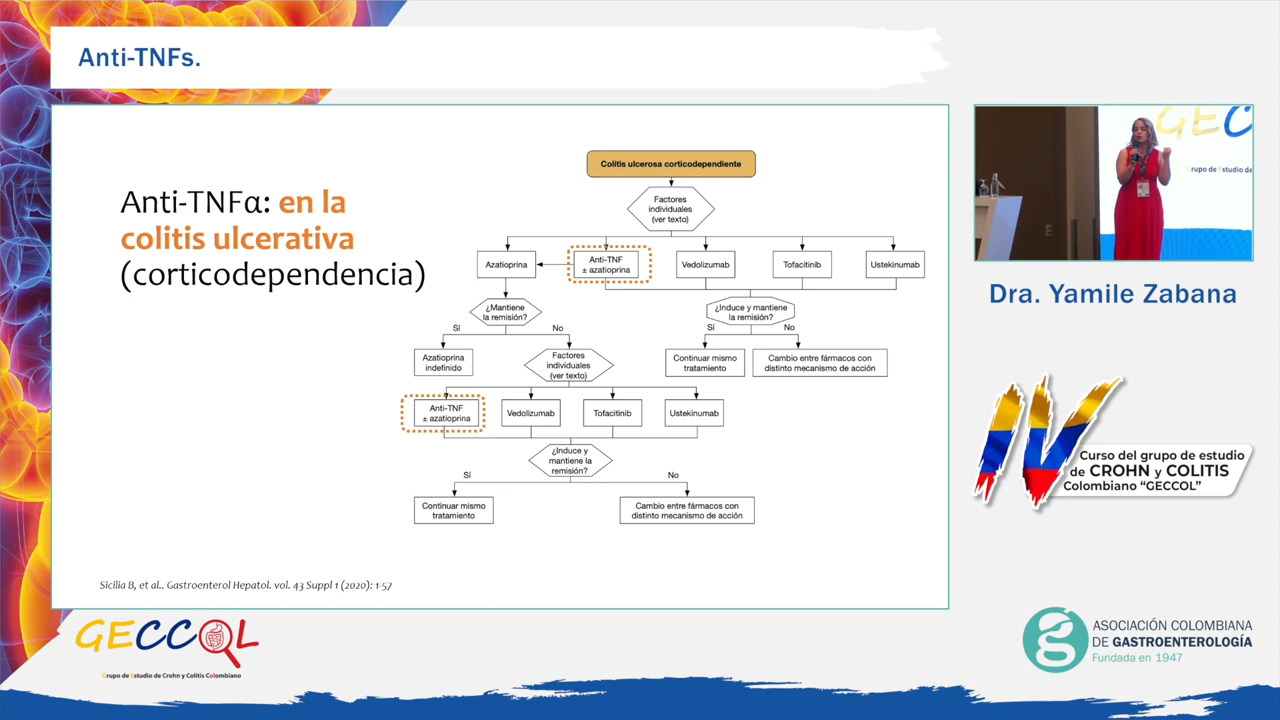 Anti-TNFs.
Anti-TNFα: en la
colitis ulcerativa
(corticodependencia)
Colitis ulcerosa corticodependiente
Factores
individuales
(ver texto)
Azatioprina
Anti-TNF
± azatioprina
Vedolizumab
Tofacitinib
Ustekinumab
¿Mantiene
la remisión?
¿Induce y mantiene
la remisión?
Sí
No
Sí
No
Azatioprina
indefinido
Factores
individuales
(ver texto)
Continuar mismo
tratamiento
Cambio entre fármacos con
distinto mecanismo de acción
Anti-TNF
± azatioprina
Vedolizumab
Tofacitinib
Ustekinumab
¿Induce y
mantiene la
remisión?
Sí
No
Continuar mismo
tratamiento
Cambio entre fármacos con
distinto mecanismo de acción
Sicilia B, et al.. Gastroenterol Hepatol. vol. 43 Suppl 1 (2020): 1-57
GEC
rupo de Estudio de
Dra. Yamile Zabana
IV
Curso del grupo de estudio
de CROHN y COLITIS
Colombiano “GECCOL”
GECCOL
Grupo de Estudio de Crohn y Colitis Colombiano
ASOCIACIÓN COLOMBIANA
DE GASTROENTEROLOGÍA
Fundada en 1947